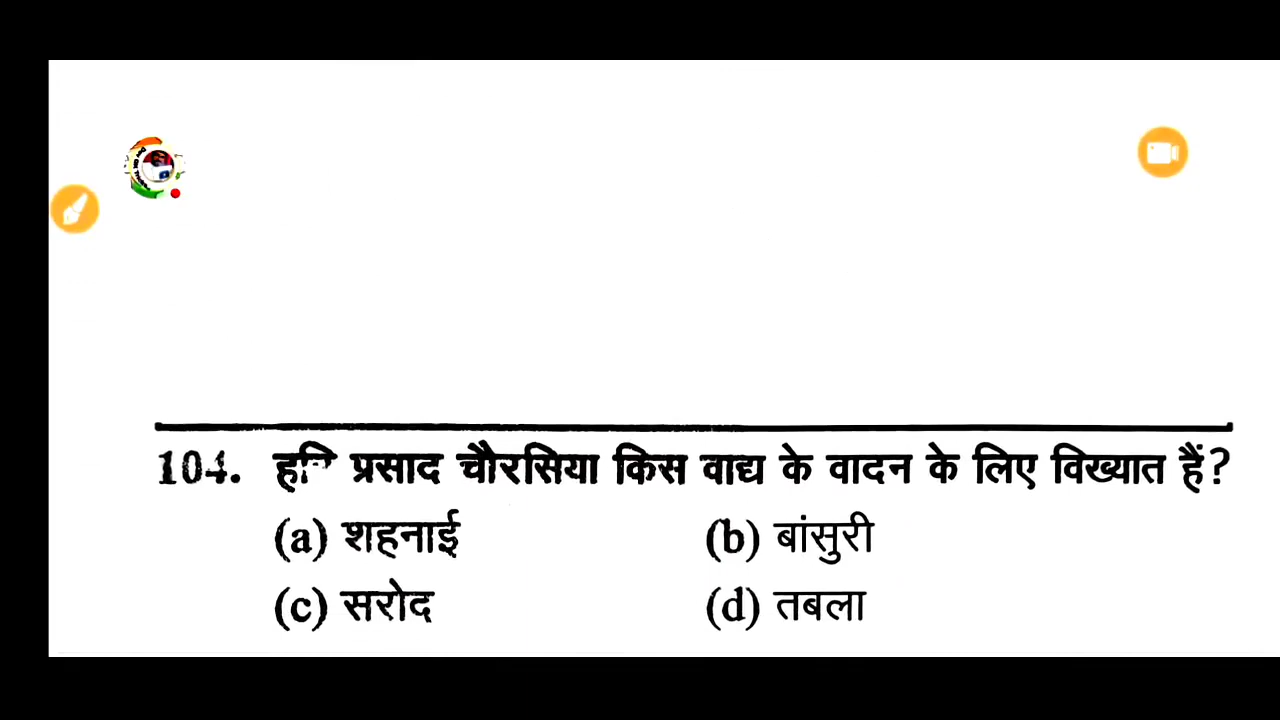 104. हरि प्रसाद चौरसिया किस वाद्य के वादन के लिए विख्यात हैं?
(a) शहनाई (b) बांसुरी
(c) सरोद (d) तबला